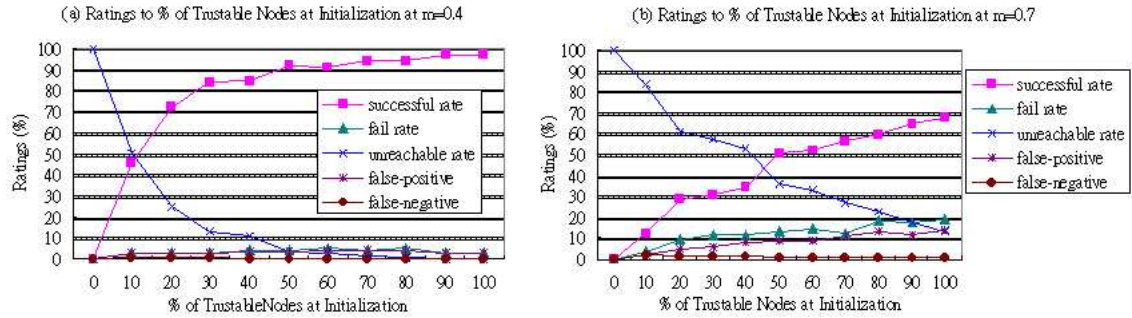 (a) Ratings to % of Trustable Nodes at Initialization at m=0.4
100
90
80
70
60
50
40
30
20
10
0
Ratings (%)
successful rate
fail rate
unreachable rate
false-positive
false-negative
0 10 20 30 40 50 60 70 80 90 100
% of TrustableNodes at Initialization
(b) Ratings to % of Trustable Nodes at Initialization at m=0.7
100
90
80
70
60
50
40
30
20
10
0
Ratings (%)
successful rate
fail rate
unreachable rate
false-positive
false-negative
0 10 20 30 40 50 60 70 80 90 100
% of Trustable Nodes at Initialization